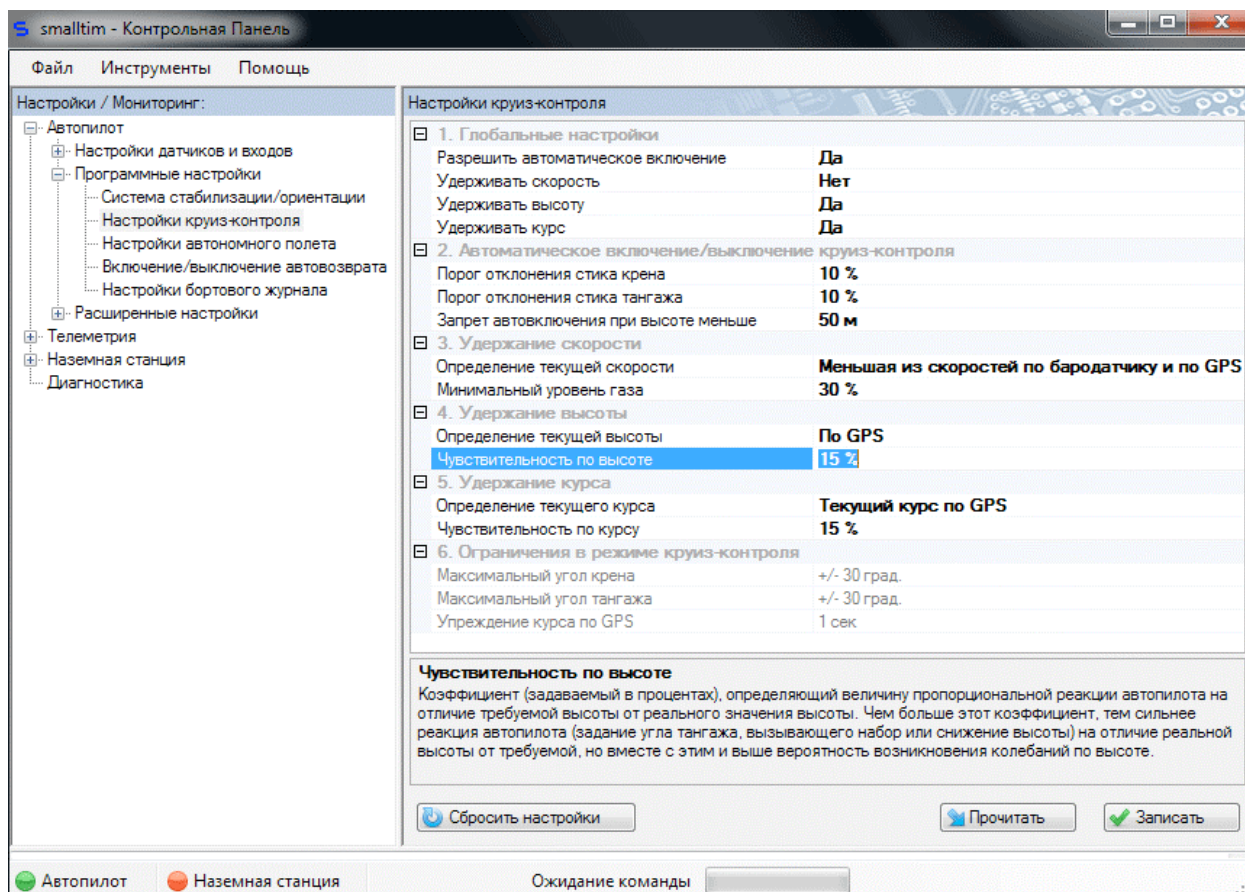 smalltim - Контрольная Панель
Файл Инструменты Помощь
Настройки / Мониторинг:
Автопилот
Настройки датчиков и входов
Программные настройки
Система стабилизации/ориентации
Настройки круиз-контроля
Настройки автономного полета
Включение/выключение автовозврата
Настройки бортового журнала
Расширенные настройки
Телеметрия
Наземная станция
Диагностика
Настройки круиз-контроля
1. Глобальные настройки
Разрешить автоматическое включение Да
Удерживать скорость Нет
Удерживать высоту Да
Удерживать курс Да
2. Автоматическое включение/выключение круиз-контроля
Порог отклонения стика крена 10 %
Порог отклонения стика тангажа 10 %
Запрет автовключения при высоте меньше 50 м
3. Удержание скорости
Определение текущей скорости Меньшая из скоростей по бародатчику и по GPS
Минимальный уровень газа 30 %
4. Удержание высоты
Определение текущей высоты По GPS
Чувствительность по высоте 15 %
5. Удержание курса
Определение текущего курса Текущий курс по GPS
Чувствительность по курсу 15 %
6. Ограничения в режиме круиз-контроля
Максимальный угол крена +/- 30 град.
Максимальный угол тангажа +/- 30 град.
Упреждение курса по GPS 1 сек
Чувствительность по высоте
Коэффициент (задаваемый в процентах), определяющий величину пропорциональной реакции автопилота на
отличие требуемой высоты от реального значения высоты. Чем больше этот коэффициент, тем сильнее
реакция автопилота (задание угла тангажа, вызывающего набор или снижение высоты) на отличие реальной
высоты от требуемой, но вместе с этим и выше вероятность возникновения колебаний по высоте.
Сбросить настройки Прочитать Записать
Автопилот Наземная станция Ожидание команды